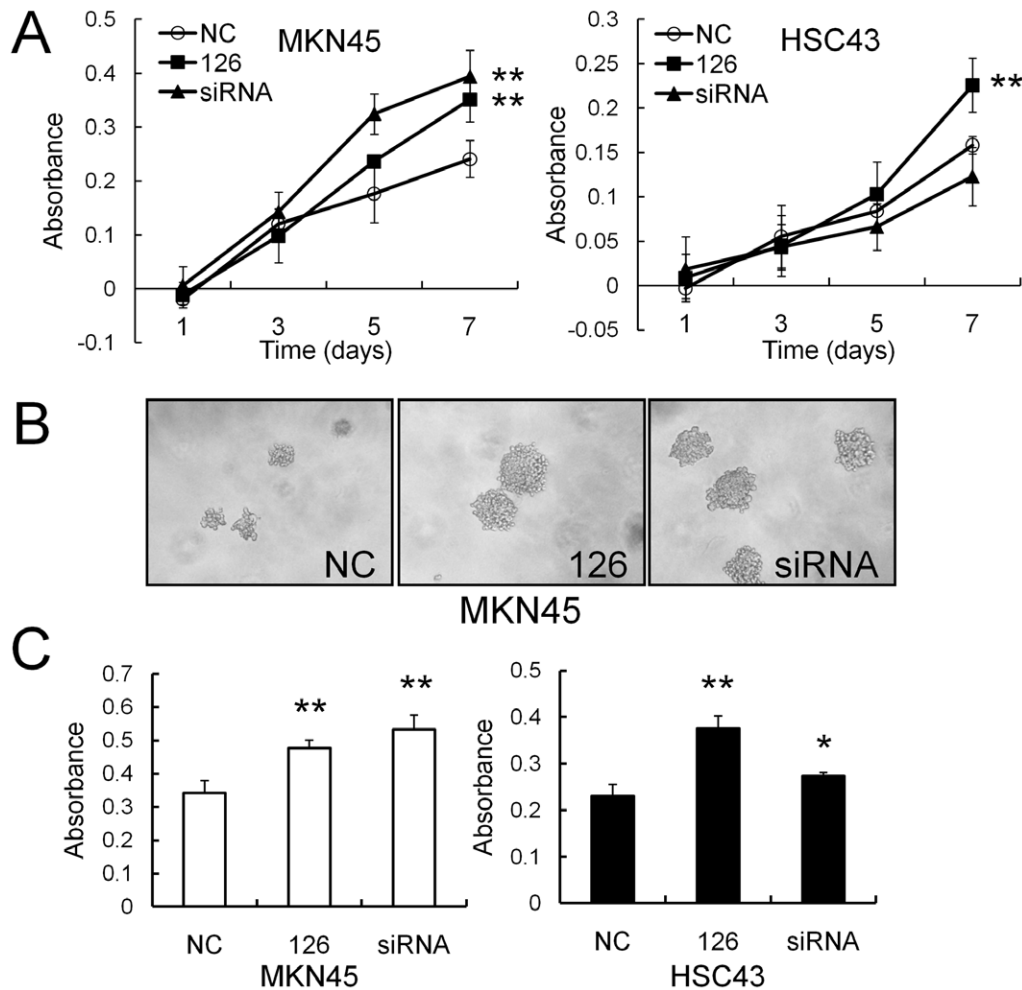 A
MKN45
NC
126
siRNA
0.5
0.4
0.3
0.2
0.1
0
-0.1
Absorbance
**
**
1 3 5 7
Time (days)
HSC43
NC
126
siRNA
0.3
0.25
0.2
0.15
0.1
0.05
0
-0.05
Absorbance
**
1 3 5 7
Time (days)
B
NC
126
siRNA
MKN45
C
0.7
0.6
0.5
0.4
0.3
0.2
0.1
0
Absorbance
** **
NC 126 siRNA
MKN45
0.5
0.4
0.3
0.2
0.1
0
Absorbance
** *
NC 126 siRNA
HSC43